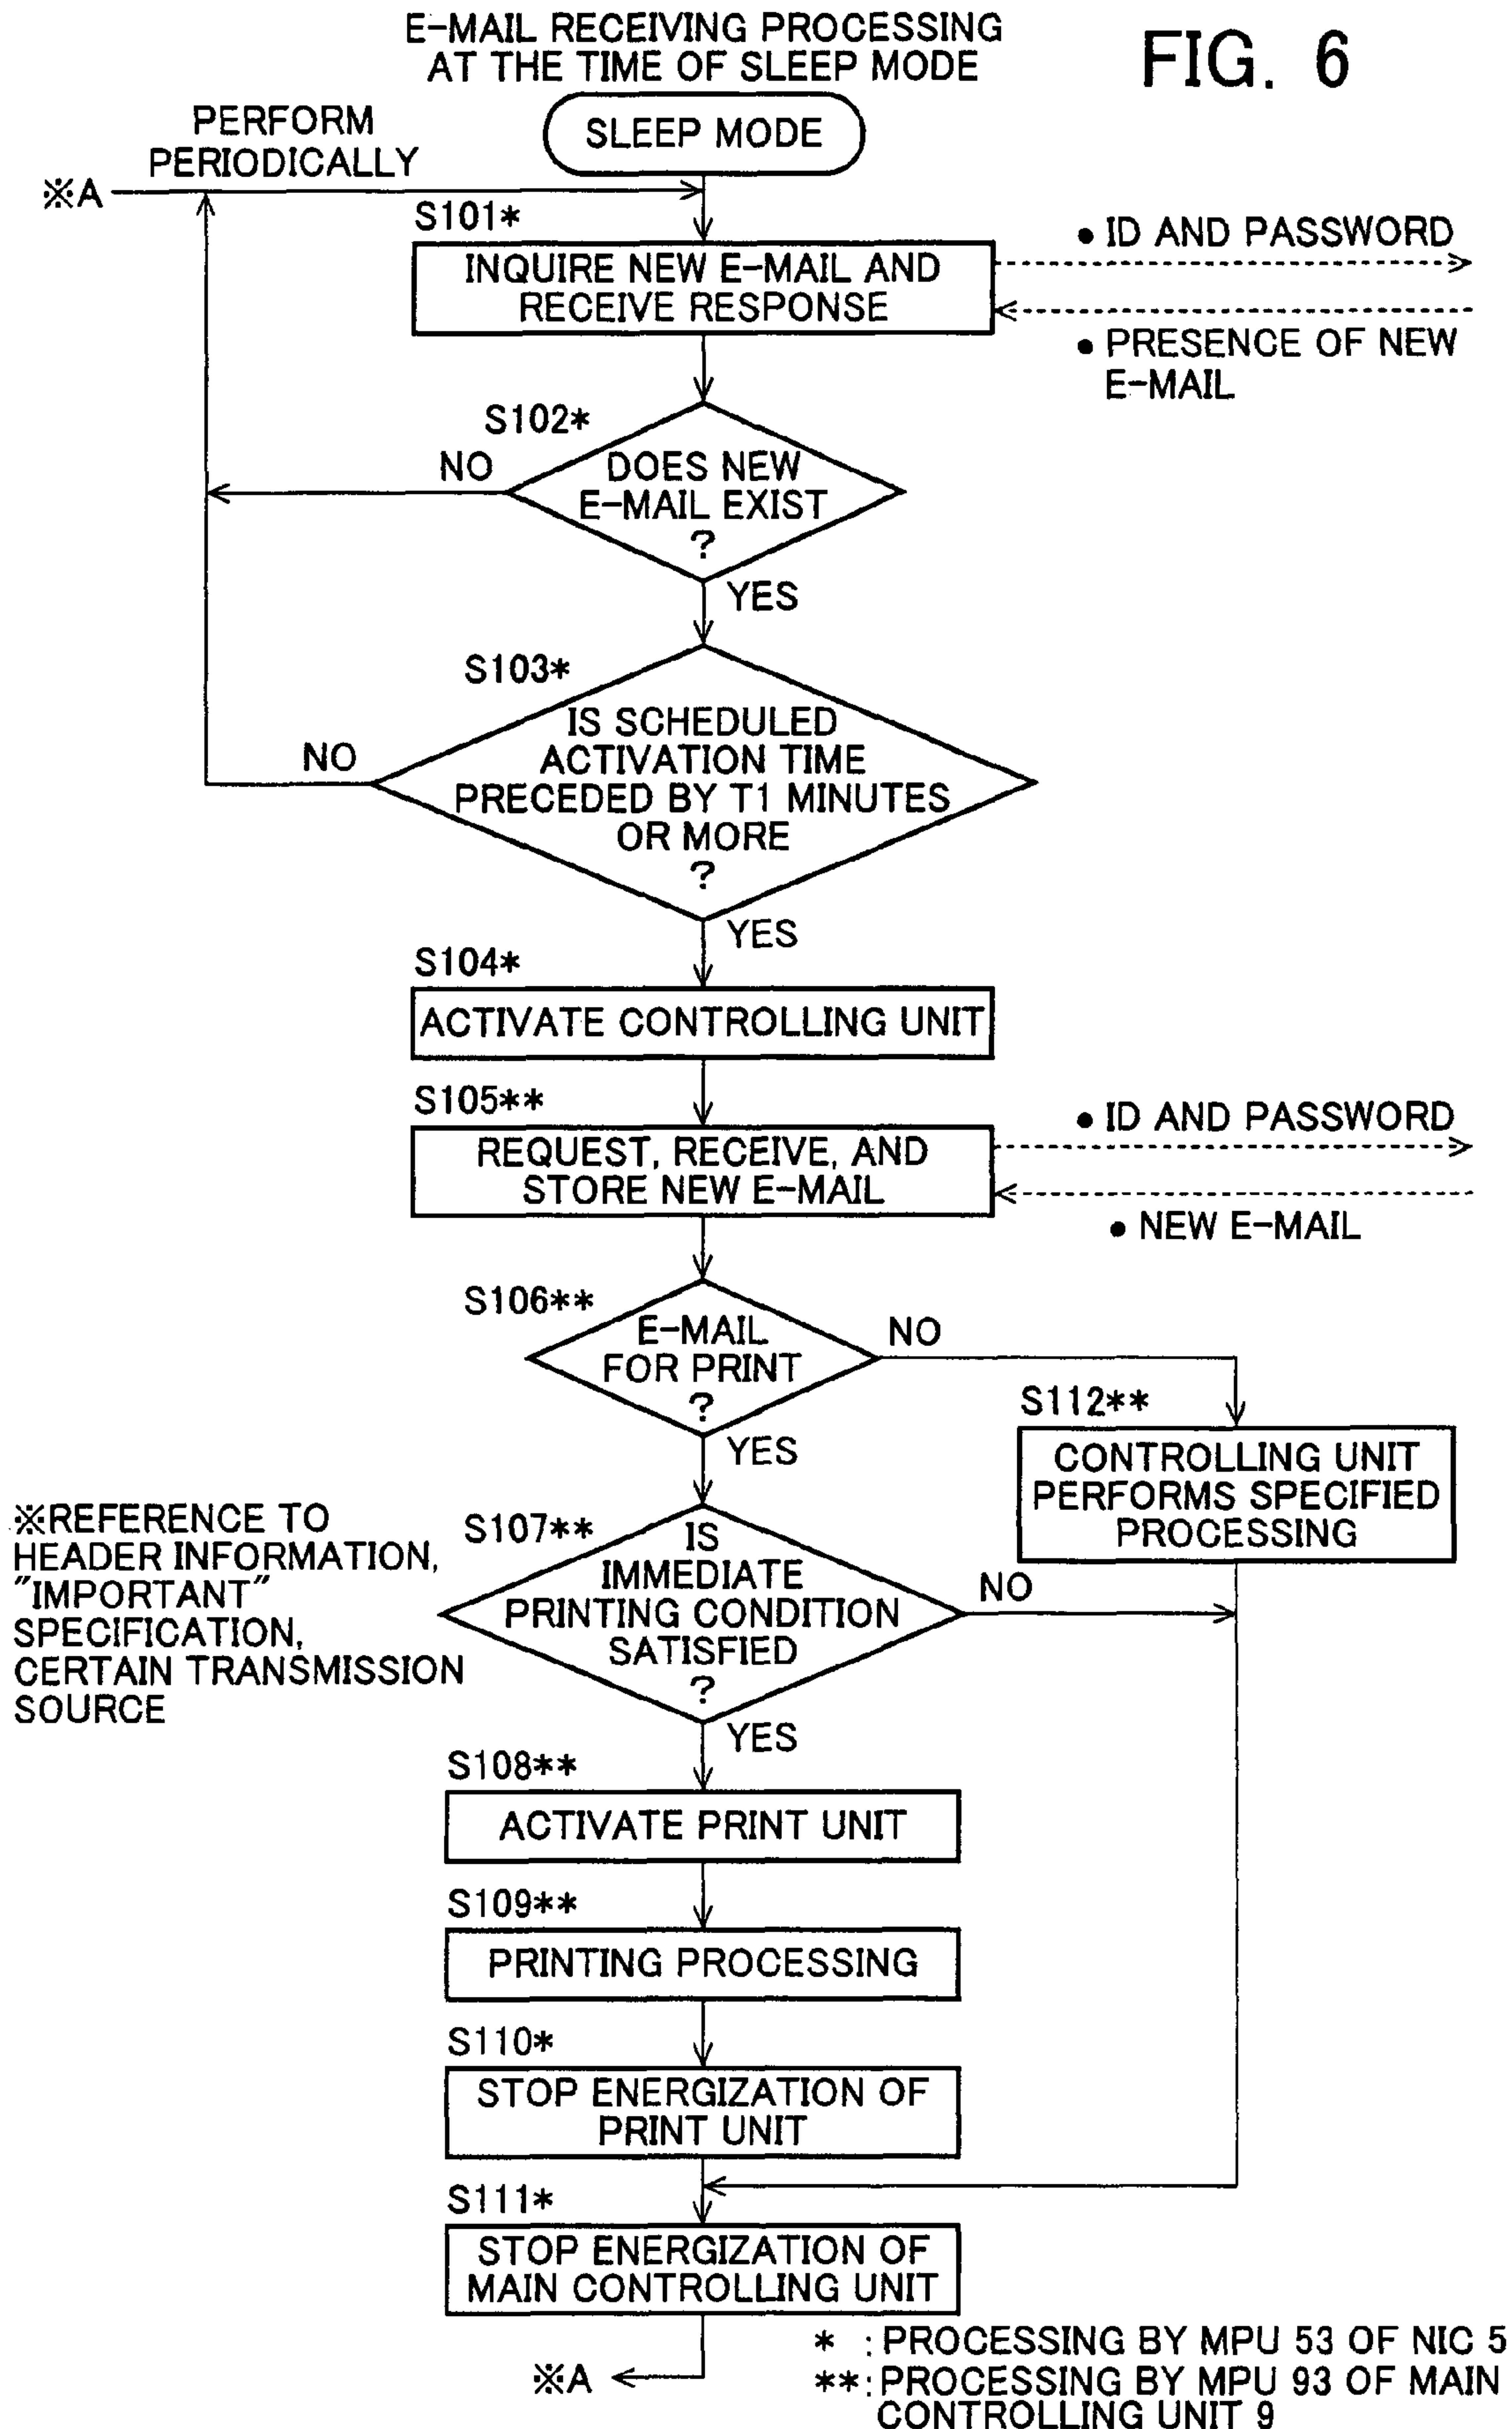 E-MAIL RECEIVING PROCESSING
AT THE TIME OF SLEEP MODE
FIG. 6
PERFORM
PERIODICALLY
SLEEP MODE
※A
S101*
INQUIRE NEW E-MAIL AND
RECEIVE RESPONSE
● ID AND PASSWORD
● PRESENCE OF NEW
E-MAIL
S102*
NO
DOES NEW
E-MAIL EXIST
?
YES
S103*
NO
IS SCHEDULED
ACTIVATION TIME
PRECEDED BY T1 MINUTES
OR MORE
?
YES
S104*
ACTIVATE CONTROLLING UNIT
S105**
REQUEST, RECEIVE, AND
STORE NEW E-MAIL
● ID AND PASSWORD
● NEW E-MAIL
S106**
E-MAIL
FOR PRINT
?
NO
YES
S112**
CONTROLLING UNIT
PERFORMS SPECIFIED
PROCESSING
※REFERENCE TO
HEADER INFORMATION,
"IMPORTANT"
SPECIFICATION,
CERTAIN TRANSMISSION
SOURCE
S107**
IS
IMMEDIATE
PRINTING CONDITION
SATISFIED
?
NO
YES
S108**
ACTIVATE PRINT UNIT
S109**
PRINTING PROCESSING
S110*
STOP ENERGIZATION OF
PRINT UNIT
S111*
STOP ENERGIZATION OF
MAIN CONTROLLING UNIT
※A
* : PROCESSING BY MPU 53 OF NIC 5
**: PROCESSING BY MPU 93 OF MAIN
CONTROLLING UNIT 9